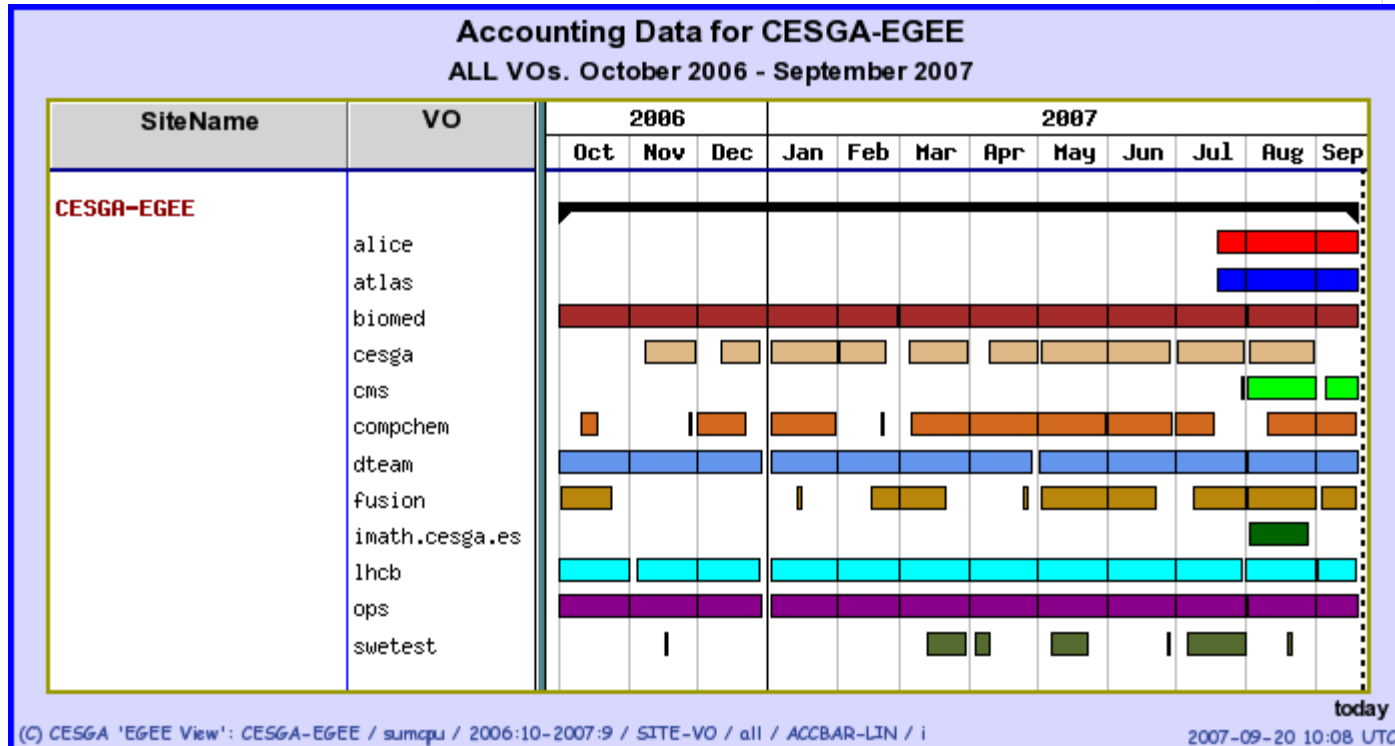 Accounting Data for CESGA-EGEE
ALL VOs. October 2006 - September 2007
SiteName VO 2006 2007
Oct Nov Dec Jan Feb Mar Apr May Jun Jul Aug Sep
CESGA-EGEE
alice
atlas
biomed
cesga
cms
compchem
dteam
fusion
imath.cesga.es
lhcb
ops
swetest
today
(C) CESGA 'EGEE View': CESGA-EGEE / sumcpu / 2006:10-2007:9 / SITE-VO / all / ACCBAR-LIN / i 2007-09-20 10:08 UTC